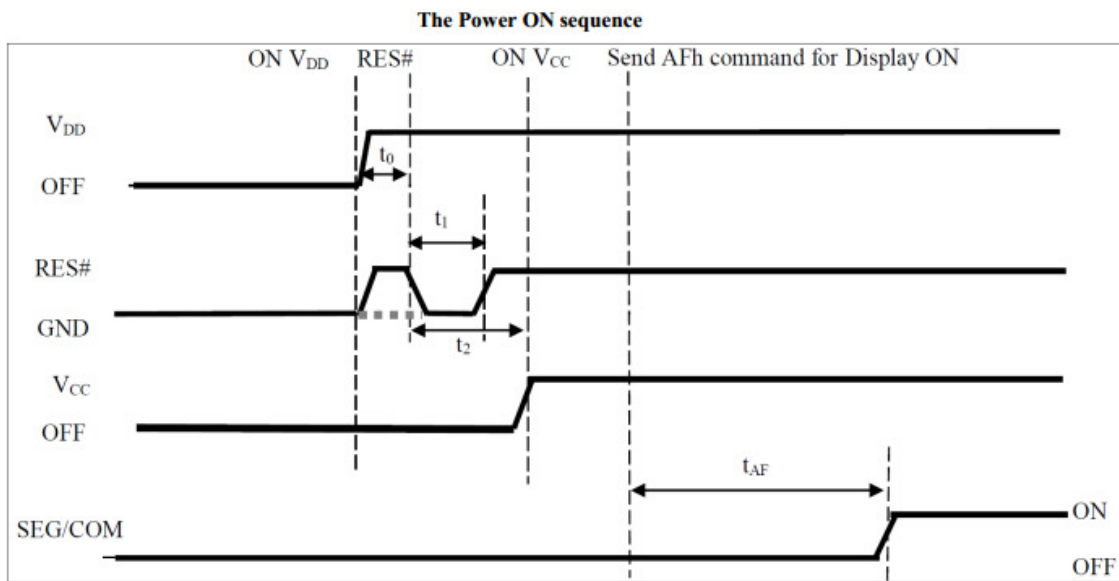 The Power ON sequence
ON VDD RES# ON VCC Send AFh command for Display ON
VDD
t0
OFF
t1
RES#
GND
t2
VCC
OFF
tAF
ON
SEG/COM
OFF